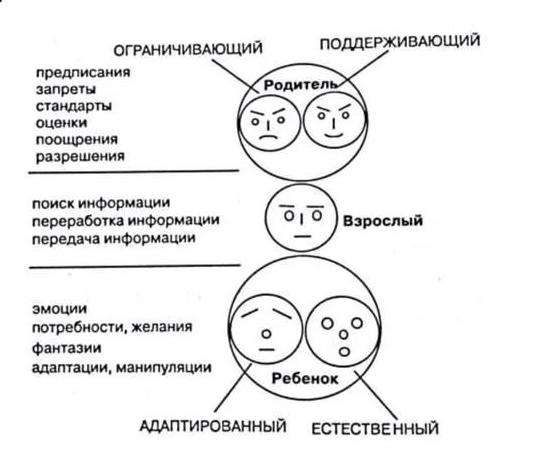 ОГРАНИЧИВАЮЩИЙ
ПОДДЕРЖИВАЮЩИЙ
предписания
запреты
стандарты
оценки
поощрения
разрешения
Родитель
поиск информации
переработка информации
передача информации
Взрослый
эмоции
потребности, желания
фантазии
адаптации, манипуляции
Ребенок
АДАПТИРОВАННЫЙ
ЕСТЕСТВЕННЫЙ